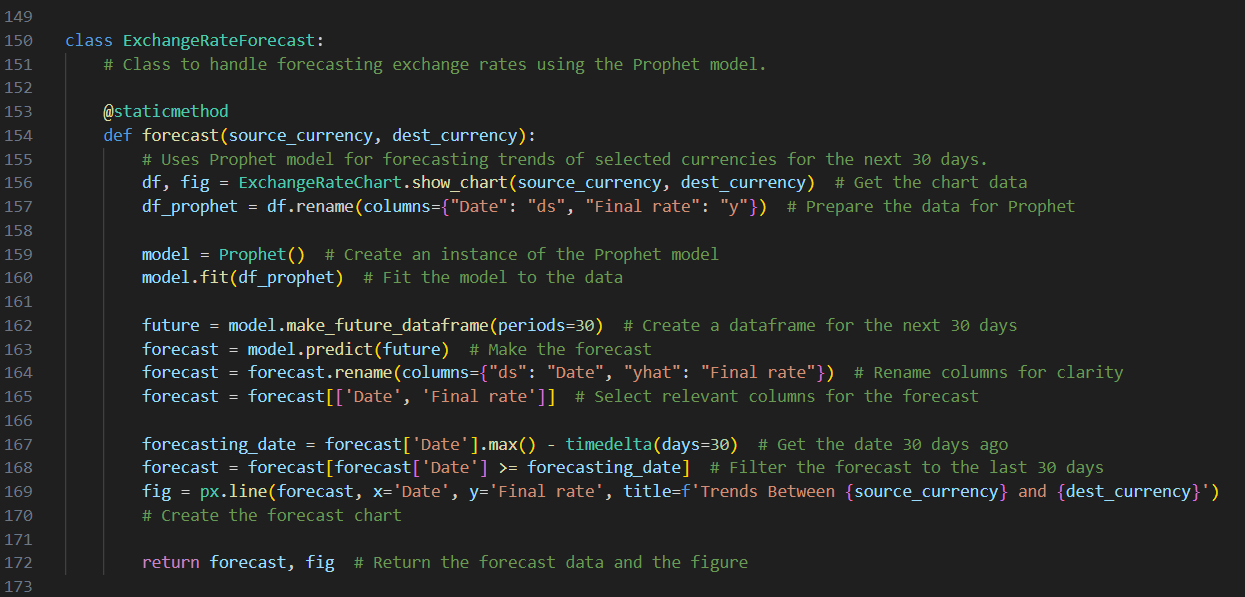 149
150 class ExchangeRateForecast:
151 # Class to handle forecasting exchange rates using the Prophet model.
152
153 @staticmethod
154 def forecast(source_currency, dest_currency):
155 # Uses Prophet model for forecasting trends of selected currencies for the next 30 days.
156 df, fig = ExchangeRateChart.show_chart(source_currency, dest_currency)  # Get the chart data
157 df_prophet = df.rename(columns={"Date": "ds", "Final rate": "y"})  # Prepare the data for Prophet
158
159 model = Prophet()  # Create an instance of the Prophet model
160 model.fit(df_prophet)  # Fit the model to the data
161
162 future = model.make_future_dataframe(periods=30)  # Create a dataframe for the next 30 days
163 forecast = model.predict(future)  # Make the forecast
164 forecast = forecast.rename(columns={"ds": "Date", "yhat": "Final rate"})  # Rename columns for clarity
165 forecast = forecast[['Date', 'Final rate']]  # Select relevant columns for the forecast
166
167 forecasting_date = forecast['Date'].max() - timedelta(days=30)  # Get the date 30 days ago
168 forecast = forecast[forecast['Date'] >= forecasting_date]  # Filter the forecast to the last 30 days
169 fig = px.line(forecast, x='Date', y='Final rate', title=f'Trends Between {source_currency} and {dest_currency}')
170 # Create the forecast chart
171
172 return forecast, fig  # Return the forecast data and the figure
173